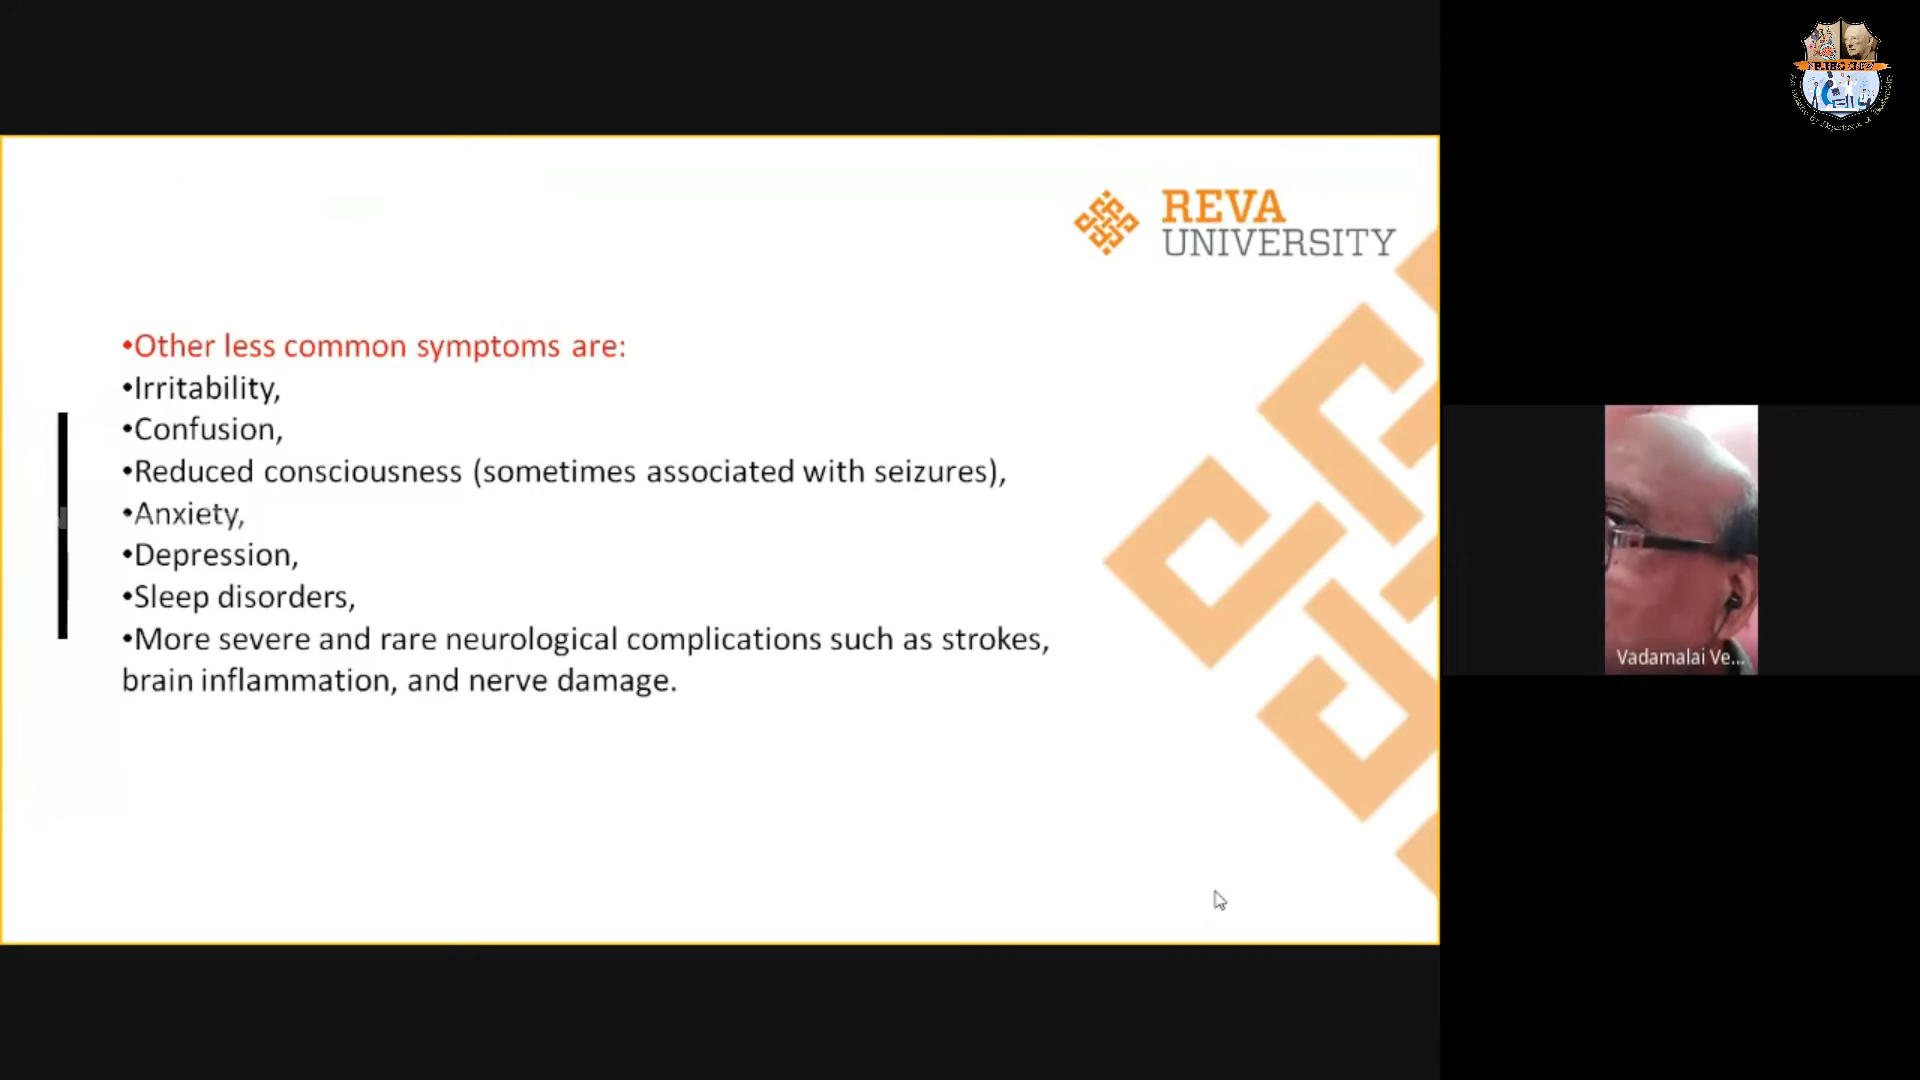 REVA
UNIVERSITY
•Other less common symptoms are:
•Irritability,
•Confusion,
•Reduced consciousness (sometimes associated with seizures),
•Anxiety,
•Depression,
•Sleep disorders,
•More severe and rare neurological complications such as strokes,
brain inflammation, and nerve damage.
Vadamalai Ve...